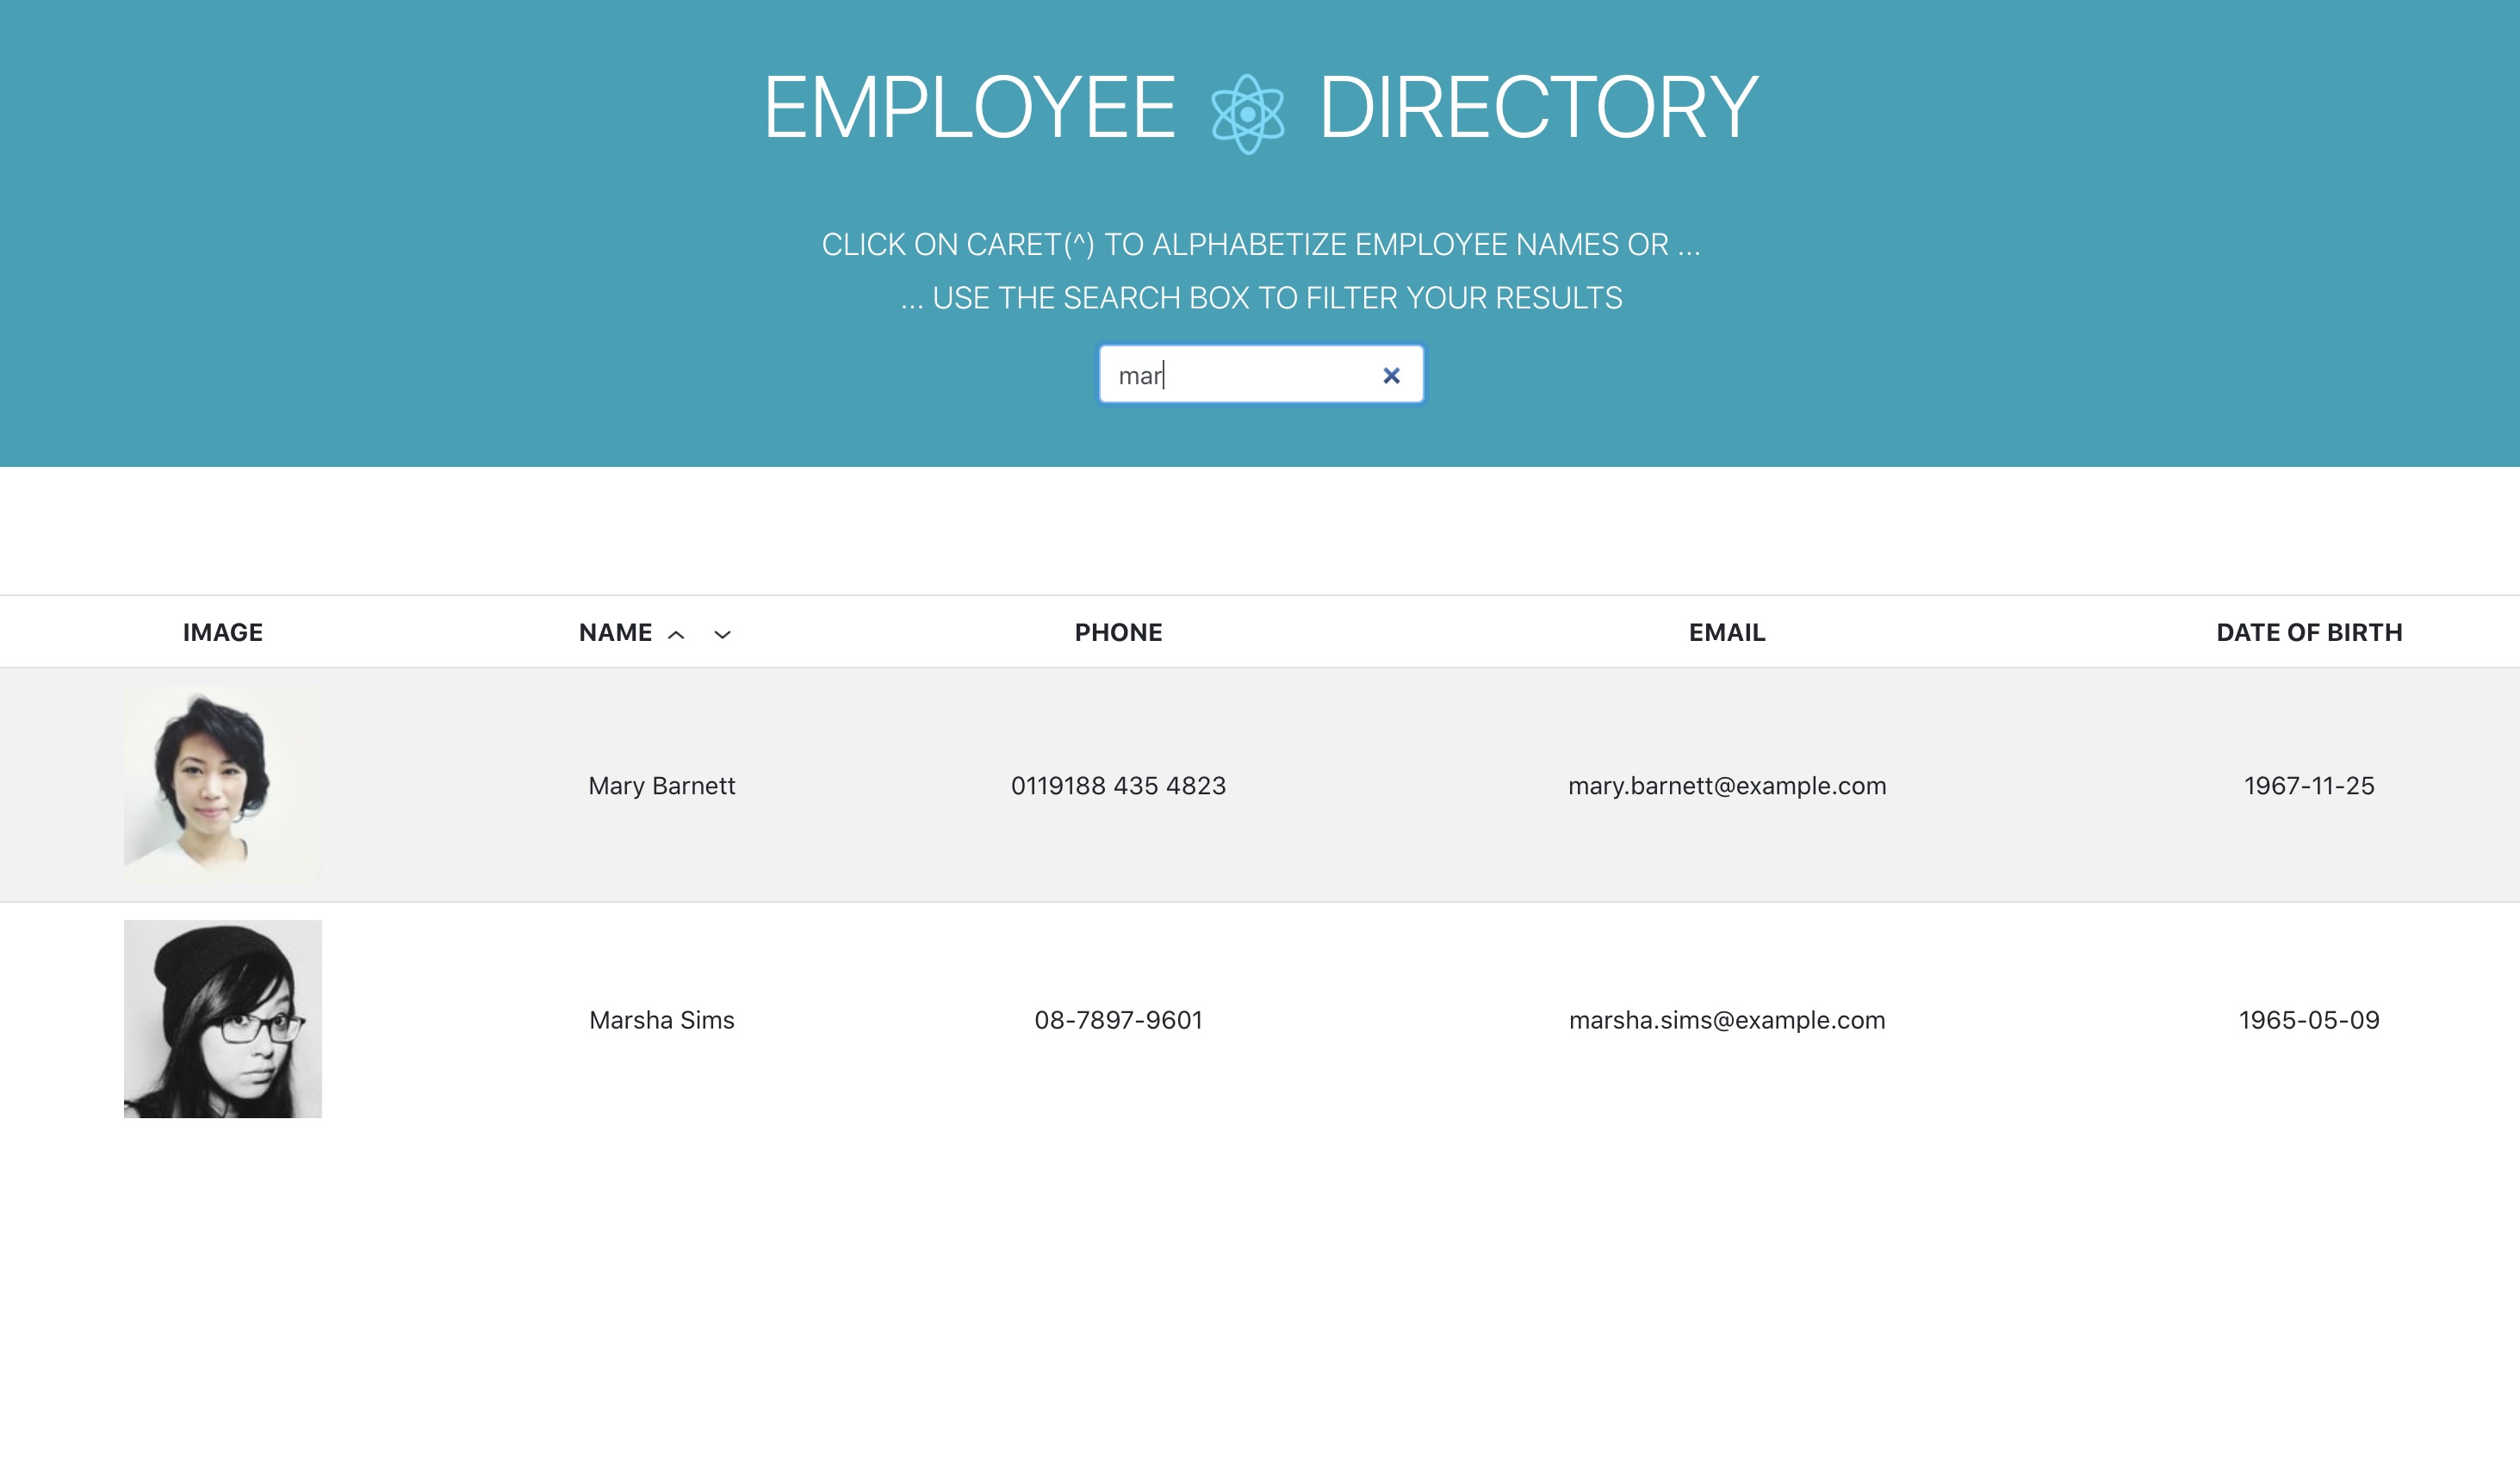 EMPLOYEE DIRECTORY
CLICK ON CARET(^) TO ALPHABETIZE EMPLOYEE NAMES OR ...
... USE THE SEARCH BOX TO FILTER YOUR RESULTS
mar
IMAGE NAME PHONE EMAIL DATE OF BIRTH
Mary Barnett 0119188 435 4823 mary.barnett@example.com 1967-11-25
Marsha Sims 08-7897-9601 marsha.sims@example.com 1965-05-09